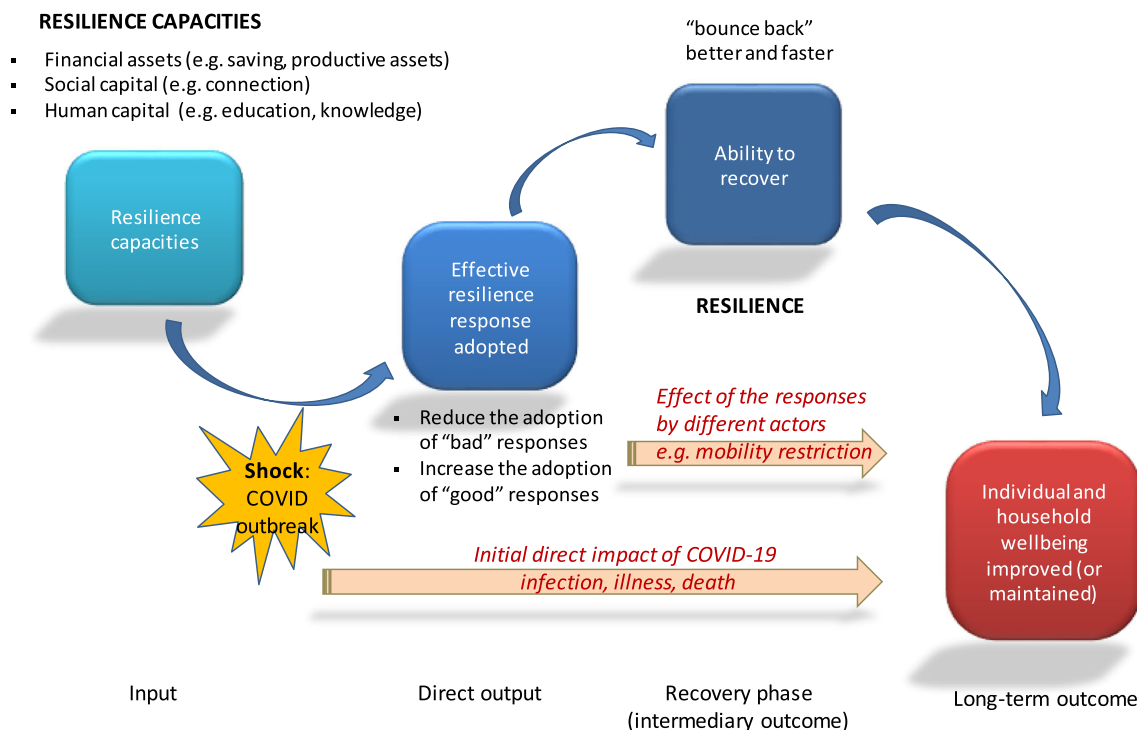 RESILIENCE CAPACITIES
▪ Financial assets (e.g. saving, productive assets)
▪ Social capital (e.g. connection)
▪ Human capital (e.g. education, knowledge)
“bounce back”
better and faster
Resilience
capacities
Effective
resilience
response
adopted
Ability to
recover
RESILIENCE
▪ Reduce the adoption
of “bad” responses
▪ Increase the adoption
of “good” responses
Effect of the responses
by different actors
e.g. mobility restriction
Shock:
COVID
outbreak
Initial direct impact of COVID-19
infection, illness, death
Individual and
household
wellbeing
improved (or
maintained)
Input
Direct output
Recovery phase
(intermediary outcome)
Long-term outcome